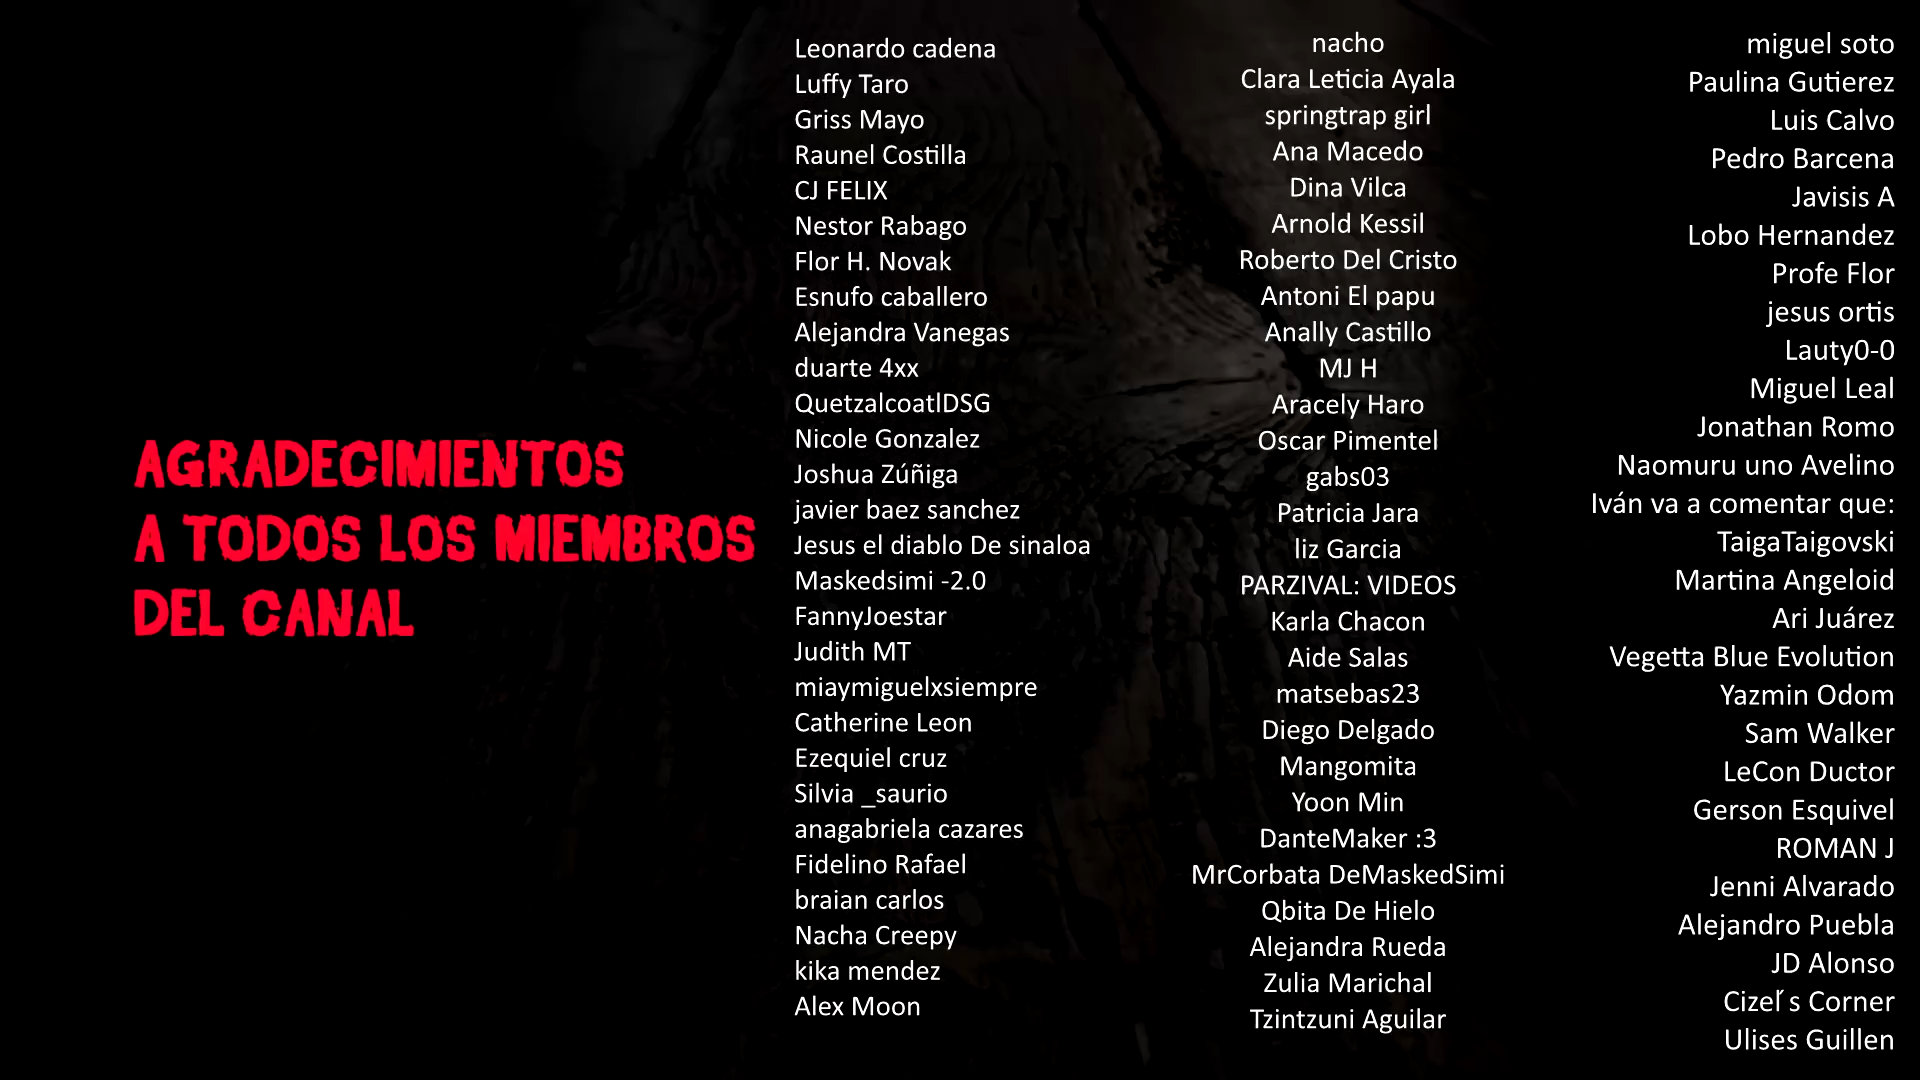 AGRADECIMIENTOS
A TODOS LOS MIEMBROS
DEL CANAL
Leonardo cadena
Luffy Taro
Griss Mayo
Raunel Costilla
CJ FELIX
Nestor Rabago
Flor H. Novak
Esnufo caballero
Alejandra Vanegas
duarte 4xx
QuetzalcoatlDSG
Nicole Gonzalez
Joshua Zúñiga
javier baez sanchez
Jesus el diablo De sinaloa
Maskedsimi -2.0
FannyJoestar
Judith MT
miaymiguelxsiempre
Catherine Leon
Ezequiel cruz
Silvia _saurio
anagabriela cazares
Fidelino Rafael
braian carlos
Nacha Creepy
kika mendez
Alex Moon
nacho
Clara Leticia Ayala
springtrap girl
Ana Macedo
Dina Vilca
Arnold Kessil
Roberto Del Cristo
Antoni El papu
Anally Castillo
MJ H
Aracely Haro
Oscar Pimentel
gabs03
Patricia Jara
liz Garcia
PARZIVAL: VIDEOS
Karla Chacon
Aide Salas
matsebas23
Diego Delgado
Mangomita
Yoon Min
DanteMaker :3
MrCorbata DeMaskedSimi
Qbita De Hielo
Alejandra Rueda
Zulia Marichal
Tzintzuni Aguilar
miguel soto
Paulina Gutierez
Luis Calvo
Pedro Barcena
Javisis A
Lobo Hernandez
Profe Flor
jesus ortis
Lauty0-0
Miguel Leal
Jonathan Romo
Naomuru uno Avelino
Iván va a comentar que:
TaigaTaigovski
Martina Angeloid
Ari Juárez
Vegetta Blue Evolution
Yazmin Odom
Sam Walker
LeCon Ductor
Gerson Esquivel
ROMAN J
Jenni Alvarado
Alejandro Puebla
JD Alonso
Cizel´s Corner
Ulises Guillen